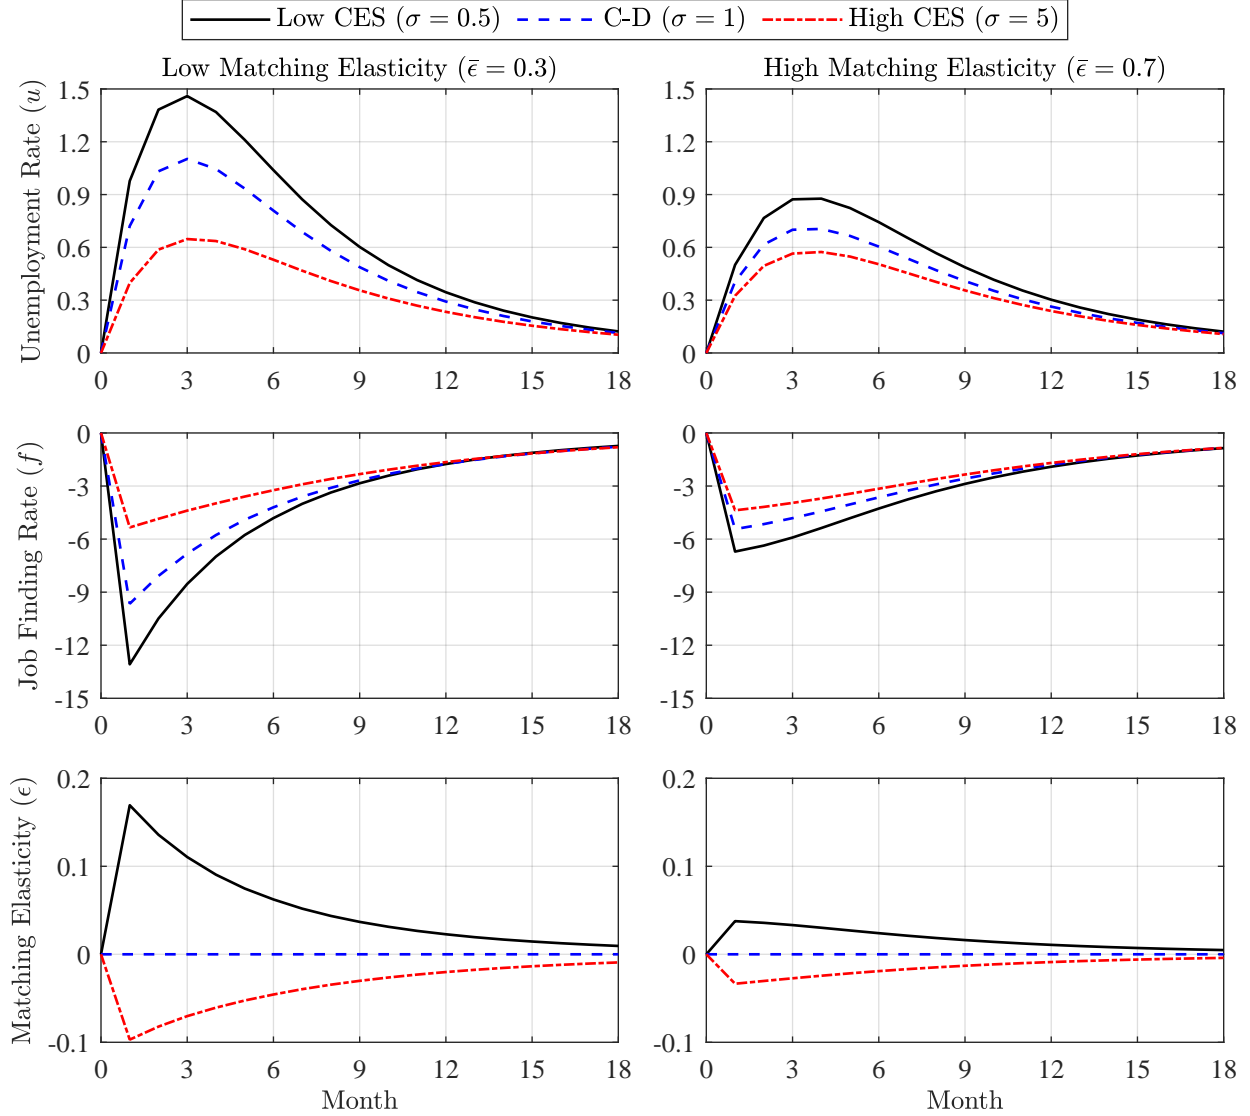 Low CES (σ = 0.5) C-D (σ = 1) High CES (σ = 5)
Low Matching Elasticity (ϵ̄ = 0.3) High Matching Elasticity (ϵ̄ = 0.7)
Unemployment Rate (u)
1.5
1.2
0.9
0.6
0.3
0
0 3 6 9 12 15 18
1.5
1.2
0.9
0.6
0.3
0
0 3 6 9 12 15 18
Job Finding Rate (f)
0
-3
-6
-9
-12
-15
0 3 6 9 12 15 18
0
-3
-6
-9
-12
-15
0 3 6 9 12 15 18
Matching Elasticity (ϵ)
0.2
0.1
0
-0.1
0 3 6 9 12 15 18
Month
0.2
0.1
0
-0.1
0 3 6 9 12 15 18
Month